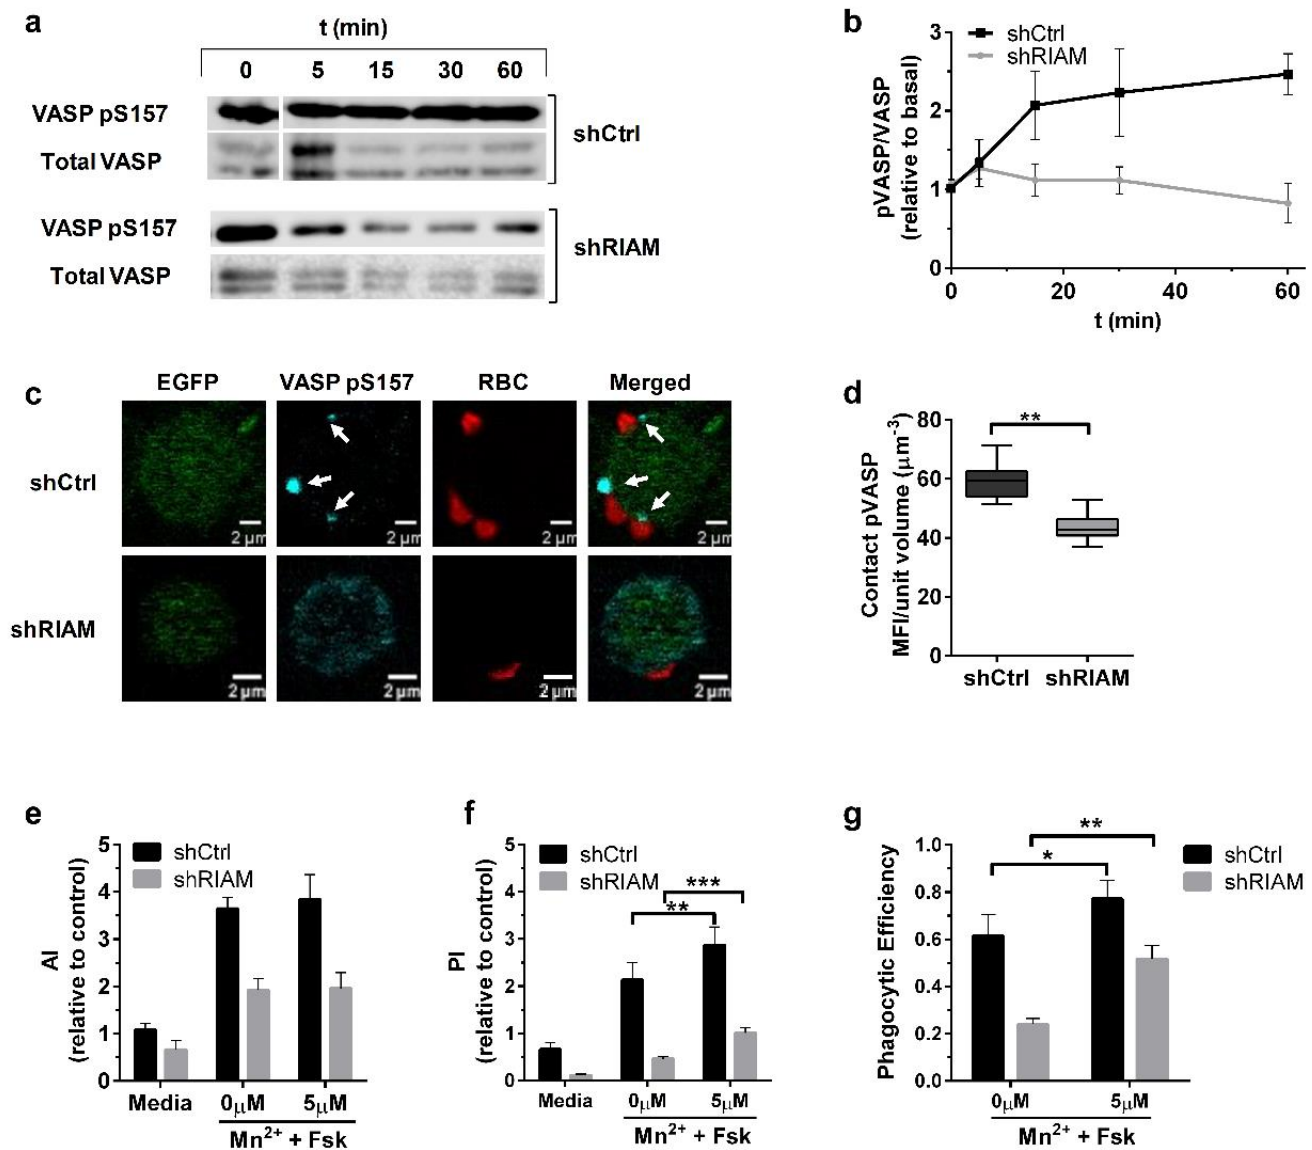 a
t (min)
0 5 15 30 60
VASP pS157
Total VASP
shCtrl
VASP pS157
Total VASP
shRIAM
b
3
2
1
0
0 20 40 60
pVASP/VASP
(relative to basal)
t (min)
shCtrl
shRIAM
c
EGFP VASP pS157 RBC Merged
shCtrl
2 µm 2 µm 2 µm 2 µm
shRIAM
2 µm 2 µm 2 µm 2 µm
d
80
60
40
20
0
Contact pVASP
MFI/unit volume (µm⁻³)
**
shCtrl shRIAM
e
5
4
3
2
1
0
AI
(relative to control)
shCtrl
shRIAM
Media 0µM 5µM
Mn²⁺ + Fsk
f
5
4
3
2
1
0
PI
(relative to control)
shCtrl
shRIAM
***
**
Media 0µM 5µM
Mn²⁺ + Fsk
g
1.0
0.8
0.6
0.4
0.2
0.0
Phagocytic Efficiency
**
*
shCtrl
shRIAM
0µM 5µM
Mn²⁺ + Fsk